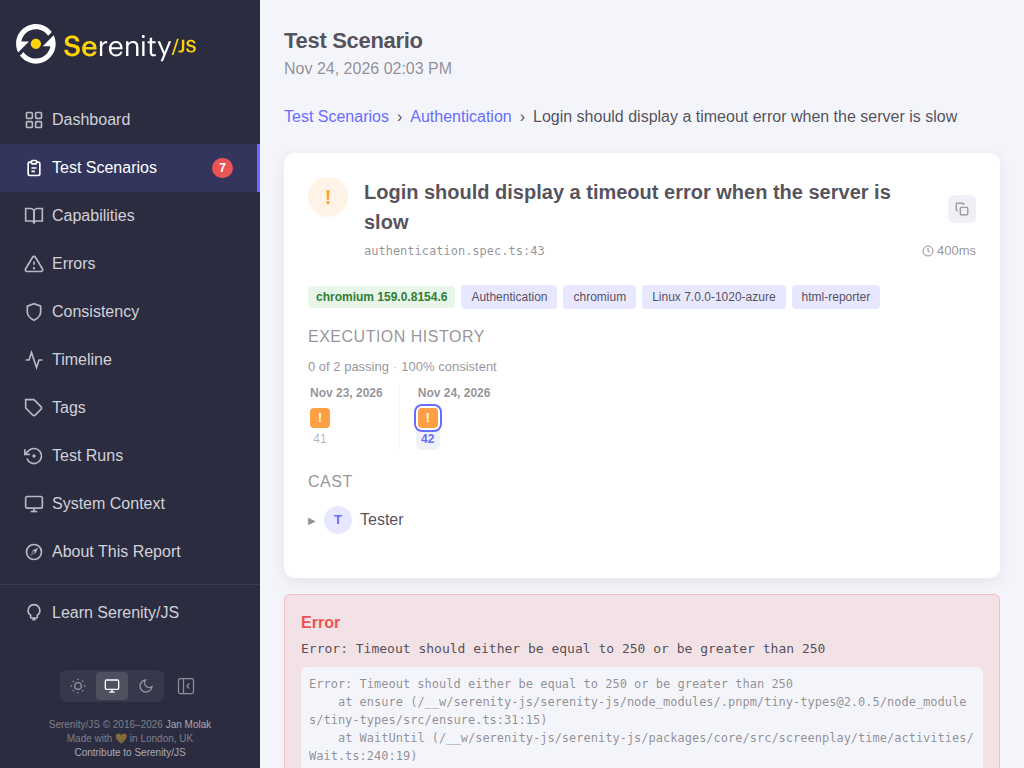 Serenity/JS
Dashboard
Test Scenarios 7
Capabilities
Errors
Consistency
Timeline
Tags
Test Runs
System Context
About This Report
Learn Serenity/JS
Serenity/JS © 2016–2026 Jan Molak
Made with 💛 in London, UK
Contribute to Serenity/JS
Test Scenario
Nov 24, 2026 02:03 PM
Test Scenarios › Authentication › Login should display a timeout error when the server is slow
!
Login should display a timeout error when the server is
slow
authentication.spec.ts:43
400ms
chromium 159.0.8154.6 Authentication chromium Linux 7.0.0-1020-azure html-reporter
EXECUTION HISTORY
0 of 2 passing · 100% consistent
Nov 23, 2026 Nov 24, 2026
! !
41 42
CAST
▶ T Tester
Error
Error: Timeout should either be equal to 250 or be greater than 250
Error: Timeout should either be equal to 250 or be greater than 250
at ensure (/__w/serenity-js/serenity-js/node_modules/.pnpm/tiny-types@2.0.5/node_module
s/tiny-types/src/ensure.ts:31:15)
at WaitUntil (/__w/serenity-js/serenity-js/packages/core/src/screenplay/time/activities/
Wait.ts:240:19)